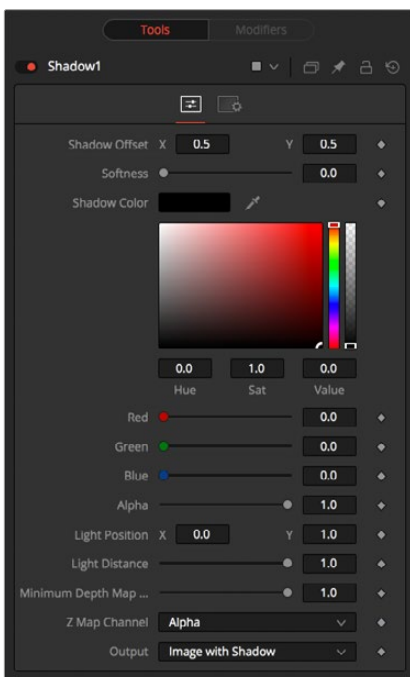 Tools Modifiers
Shadow1
Shadow Offset X 0.5 Y 0.5
Softness 0.0
Shadow Color
0.0 1.0 0.0
Hue Sat Value
Red 0.0
Green 0.0
Blue 0.0
Alpha 1.0
Light Position X 0.0 Y 1.0
Light Distance 1.0
Minimum Depth Map ... 1.0
Z Map Channel Alpha
Output Image with Shadow